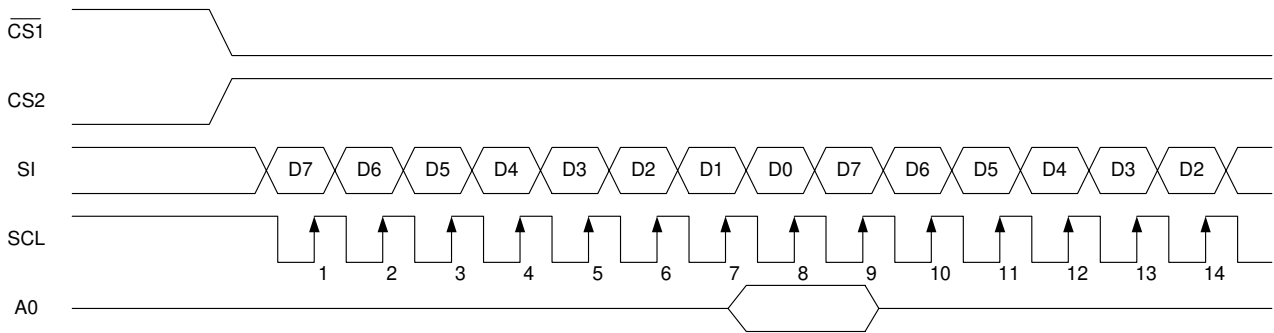 CS1
CS2
SI D7 D6 D5 D4 D3 D2 D1 D0 D7 D6 D5 D4 D3 D2
SCL
1 2 3 4 5 6 7 8 9 10 11 12 13 14
A0